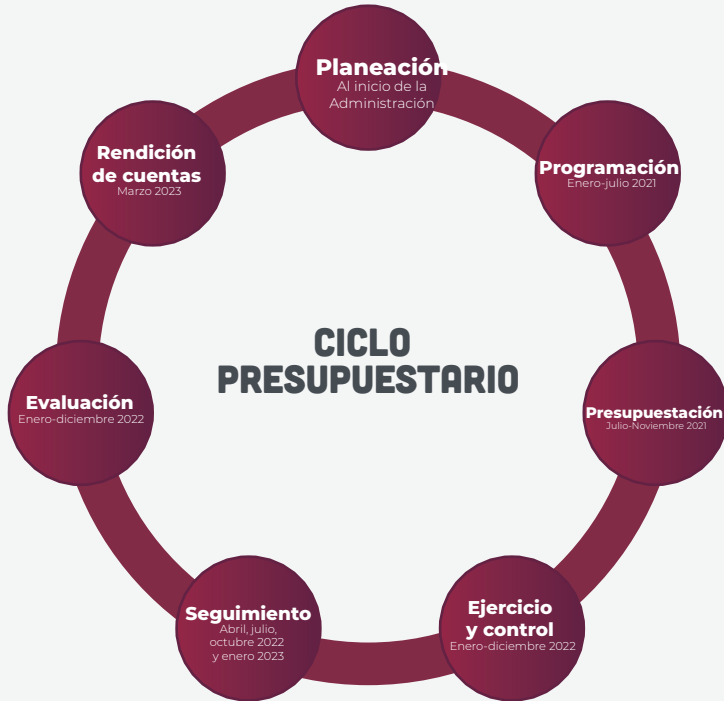 Planeación
Al inicio de la
Administración
Programación
Enero-julio 2021
Presupuestación
Julio-Noviembre 2021
Ejercicio
y control
Enero-diciembre 2022
Seguimiento
Abril, julio,
octubre 2022
y enero 2023
Evaluación
Enero-diciembre 2022
Rendición
de cuentas
Marzo 2023
CICLO
PRESUPUESTARIO